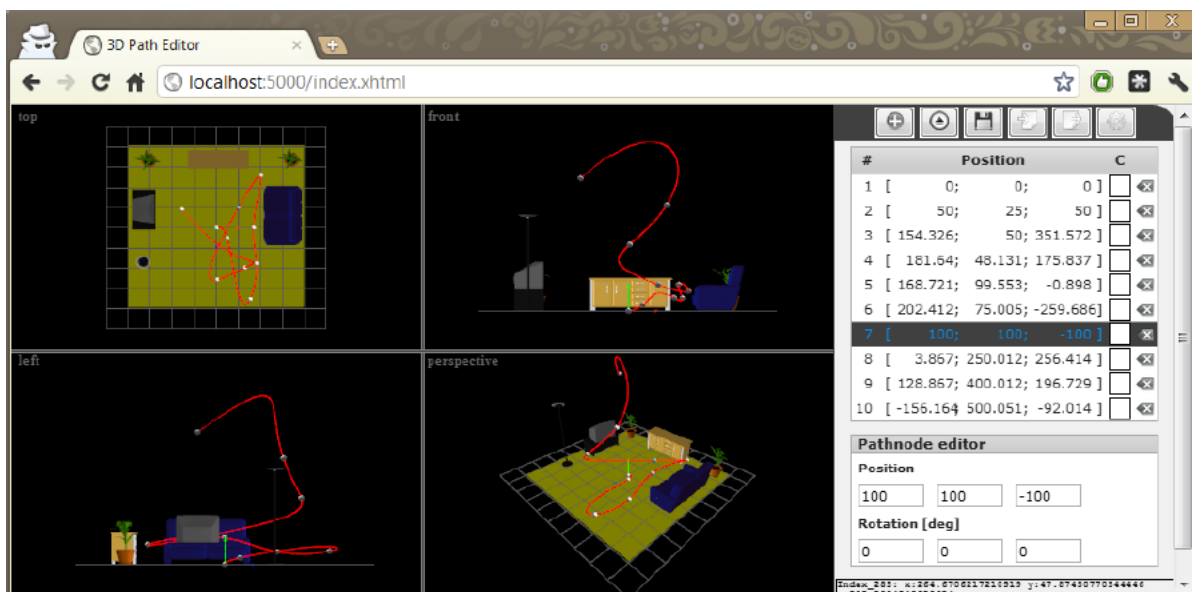 3D Path Editor
localhost:5000/index.xhtml
top
front
left
perspective
# Position C
1 [ 0; 0; 0 ]
2 [ 50; 25; 50 ]
3 [ 154.326; 50; 351.572 ]
4 [ 181.64; 48.131; 175.837 ]
5 [ 168.721; 99.553; -0.898 ]
6 [ 202.412; 75.005; -259.686 ]
7 [ 100; 100; -100 ]
8 [ 3.867; 250.012; 256.414 ]
9 [ 128.867; 400.012; 196.729 ]
10 [ -156.164 500.051; -92.014 ]
Pathnode editor
Position
100 100 -100
Rotation [deg]
0 0 0